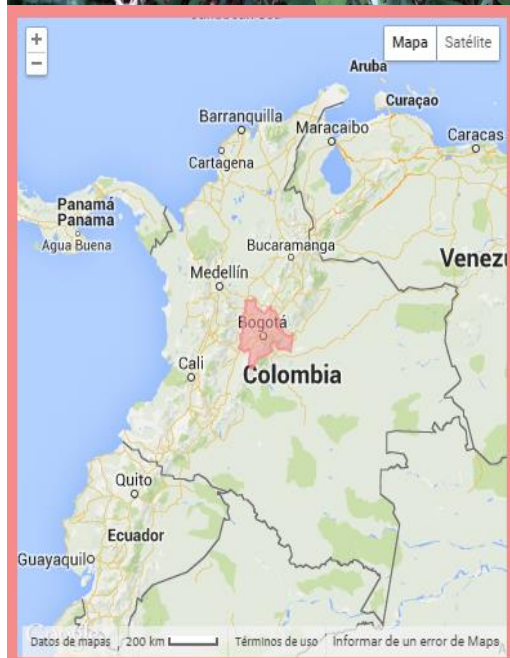 +
−
Mapa Satélite
Aruba
Curaçao
Barranquilla
Maracaibo
Caracas
Cartagena
Panamá
Panama
Agua Buena
Bucaramanga
Venez
Medellín
Bogotá
Cali
Colombia
Quito
Ecuador
Guayaquil
Datos de mapas 200 km Términos de uso Informar de un error de Maps